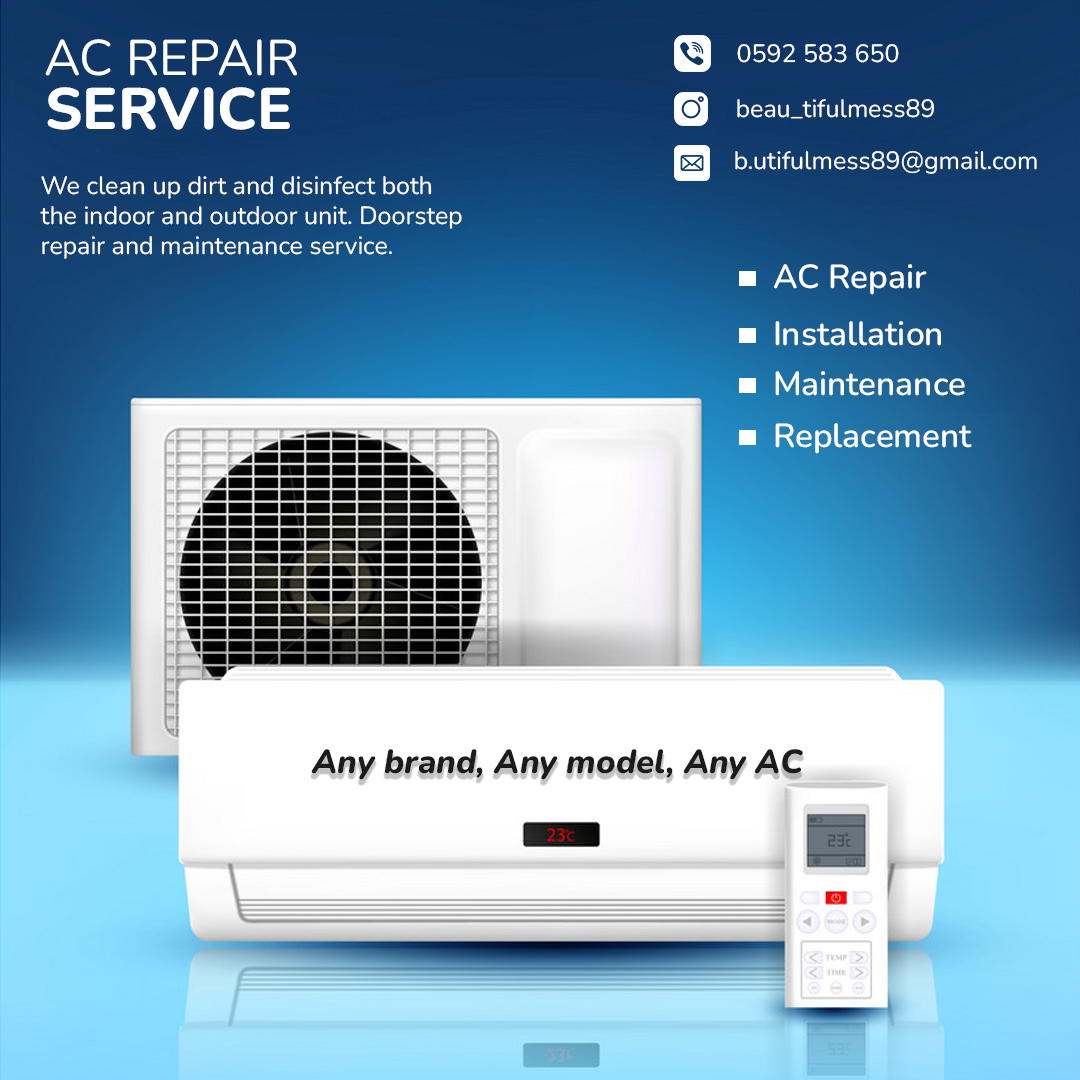 AC REPAIR
SERVICE
We clean up dirt and disinfect both
the indoor and outdoor unit. Doorstep
repair and maintenance service.
0592 583 650
beau_tifulmess89
b.utifulmess89@gmail.com
AC Repair
Installation
Maintenance
Replacement
Any brand, Any model, Any AC
23c
23c
MODE
TEMP
TIME